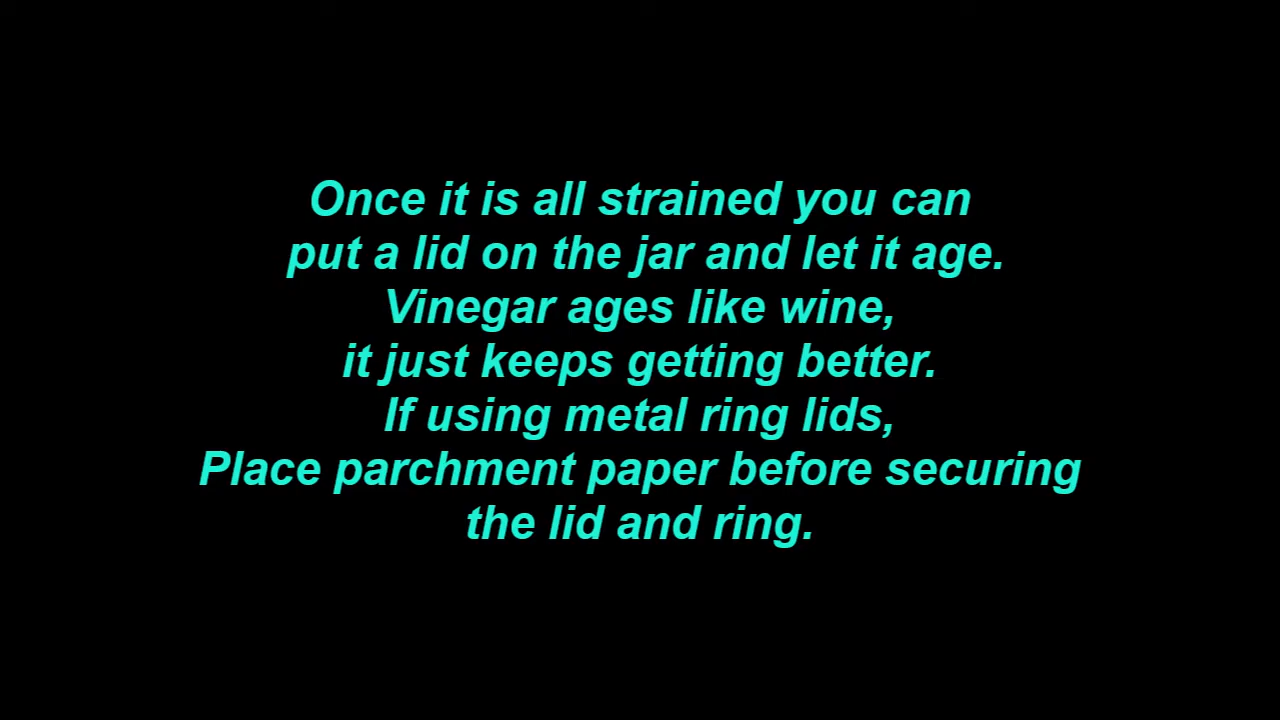 Once it is all strained you can
put a lid on the jar and let it age.
Vinegar ages like wine,
it just keeps getting better.
If using metal ring lids,
Place parchment paper before securing
the lid and ring.